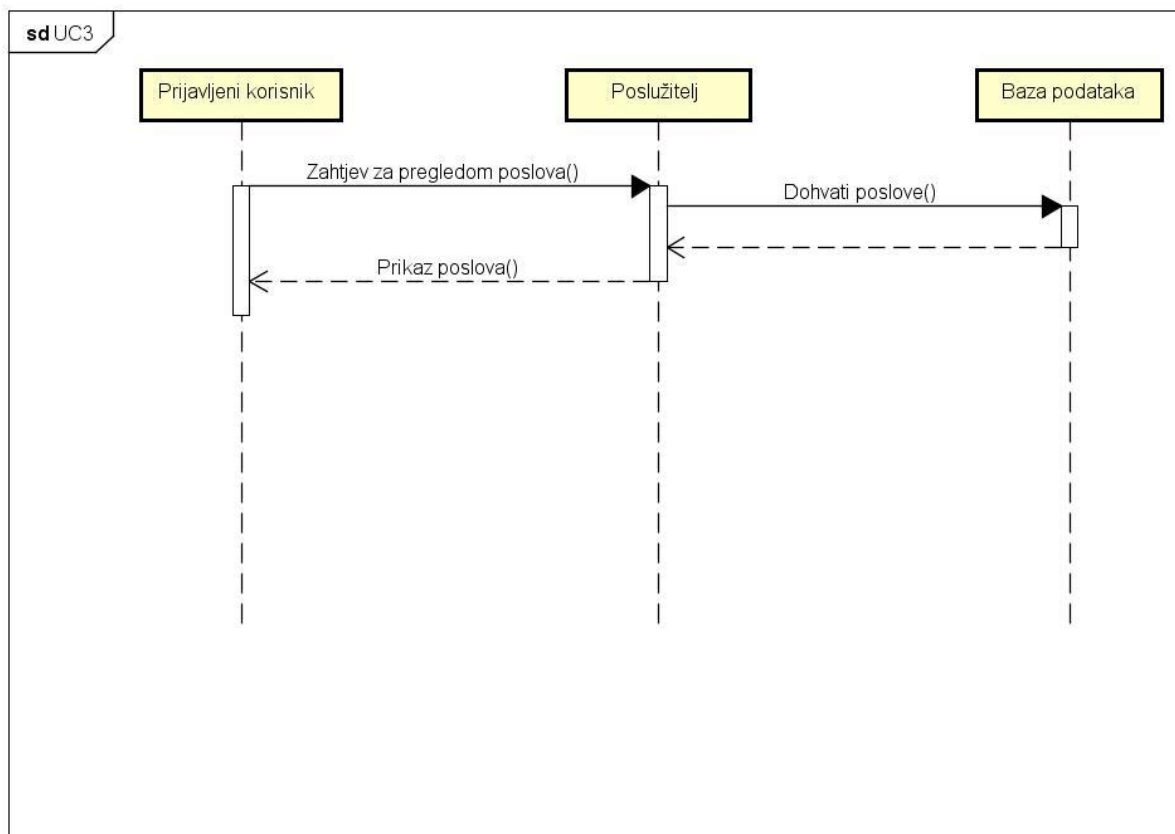 sd UC3
Prijavljeni korisnik
Poslužitelj
Baza podataka
Zahtjev za pregledom poslova()
Dohvati poslove()
Prikaz poslova()